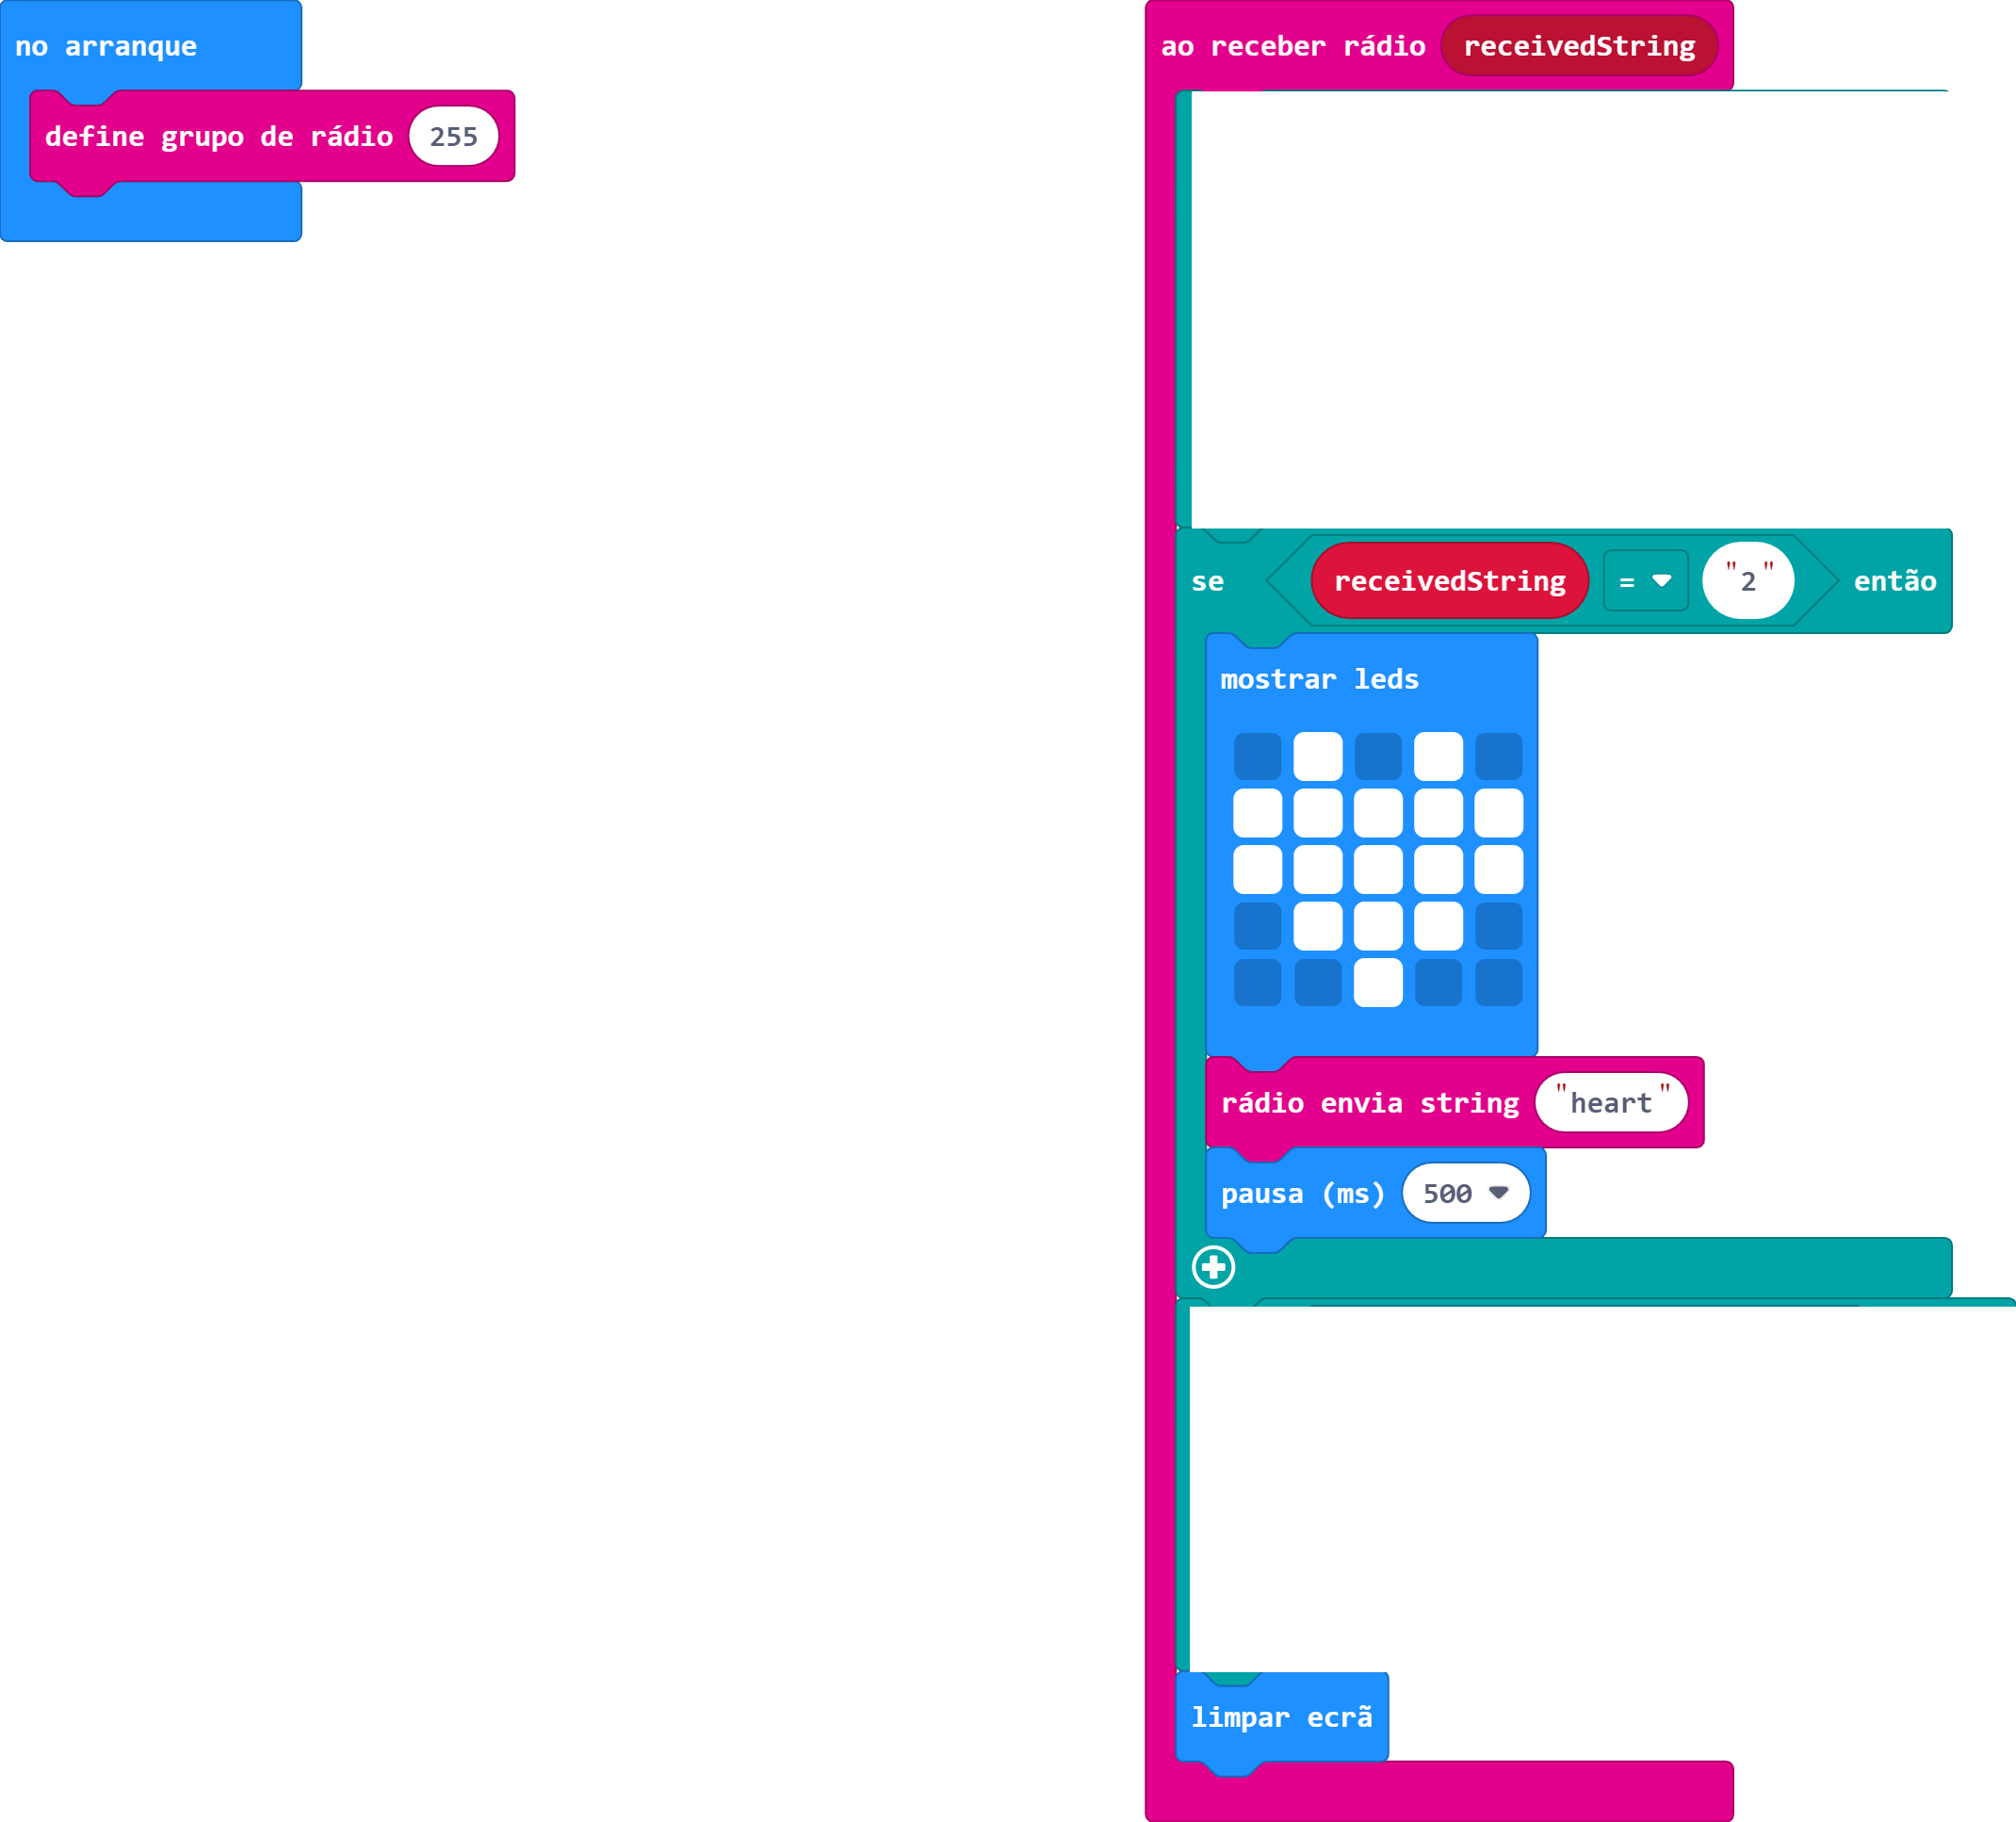 no arranque
define grupo de rádio 255
ao receber rádio receivedString
se receivedString = "2" então
mostrar leds
rádio envia string "heart"
pausa (ms) 500
limpar ecrã